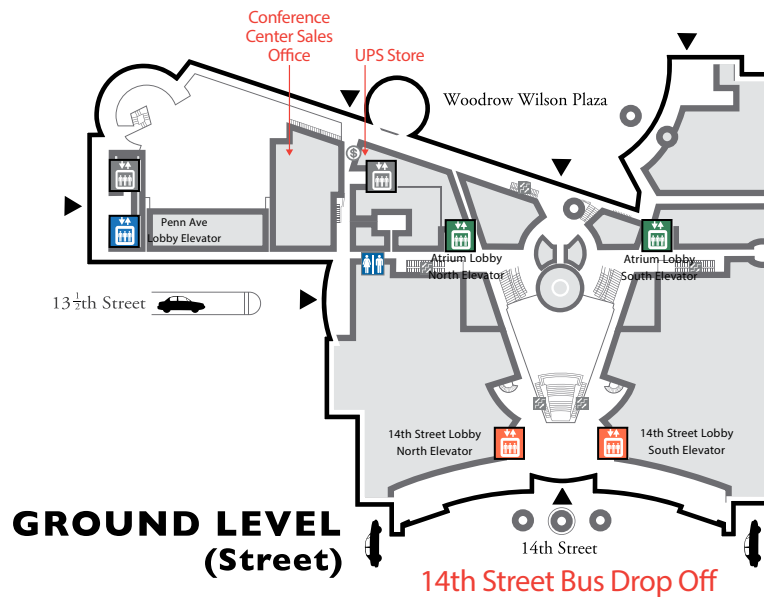 Conference
Center Sales
Office
UPS Store
Woodrow Wilson Plaza
$
Penn Ave
Lobby Elevator
Atrium Lobby
North Elevator
Atrium Lobby
South Elevator
13½th Street
14th Street Lobby
North Elevator
14th Street Lobby
South Elevator
GROUND LEVEL
(Street)
14th Street
14th Street Bus Drop Off